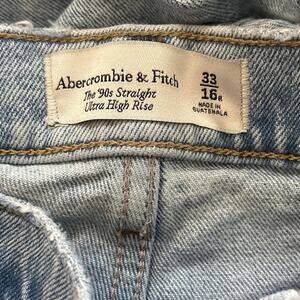 Abercrombie & Fitch
The '90s Straight
Ultra High Rise
33
16R
MADE IN
GUATEMALA